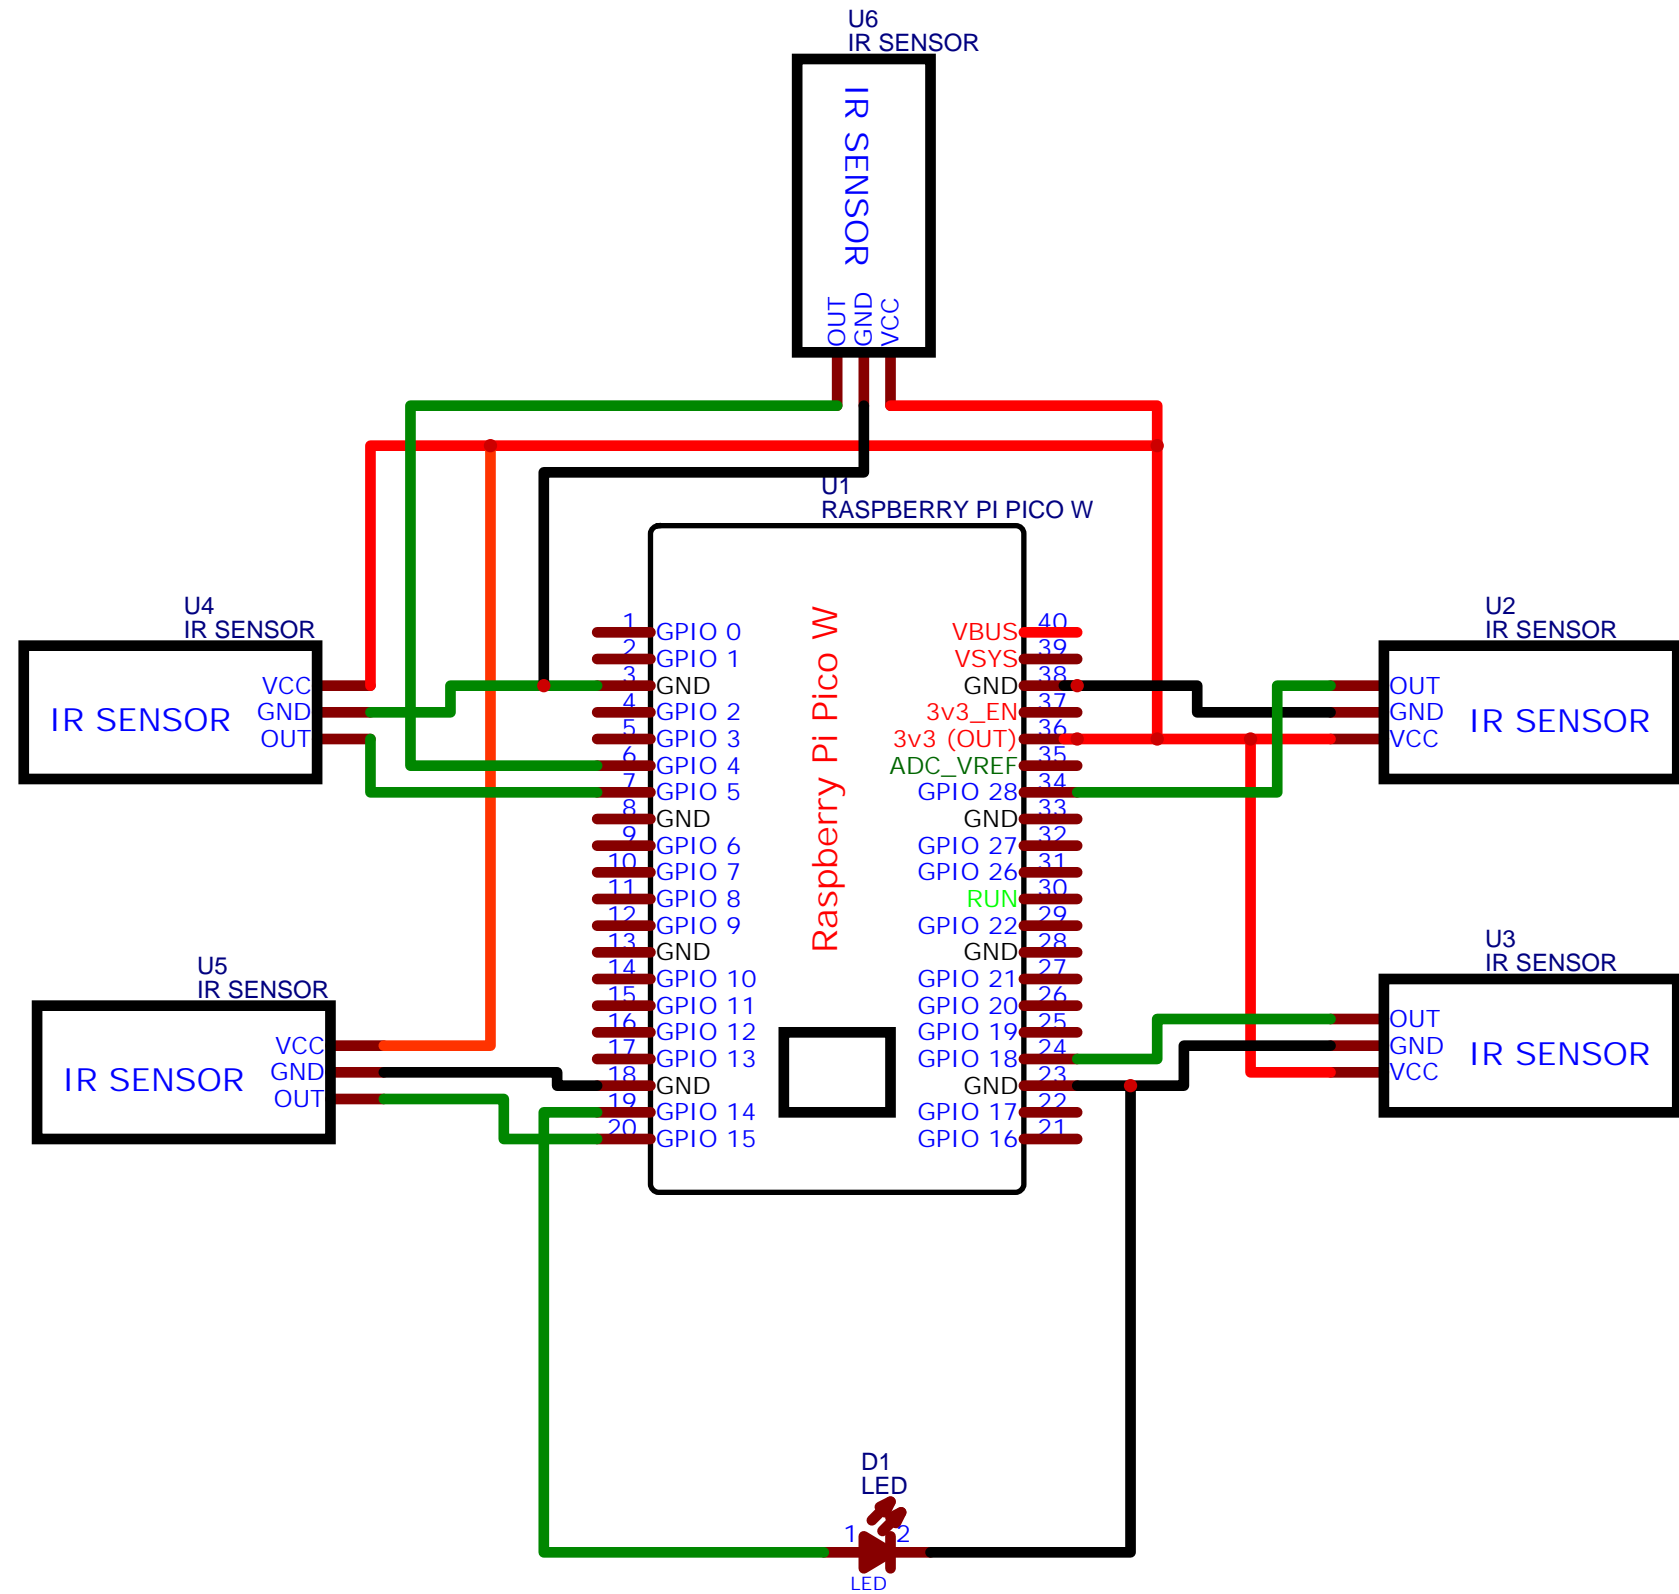 U6
IR SENSOR
IR SENSOR
OUT
GND
VCC
U1
RASPBERRY PI PICO W
Raspberry Pi Pico W
U4
IR SENSOR
VCC
GND
OUT
IR SENSOR
U5
IR SENSOR
VCC
GND
OUT
IR SENSOR
1 GPIO 0
2 GPIO 1
3 GND
4 GPIO 2
5 GPIO 3
6 GPIO 4
7 GPIO 5
8 GND
9 GPIO 6
10 GPIO 7
11 GPIO 8
12 GPIO 9
13 GND
14 GPIO 10
15 GPIO 11
16 GPIO 12
17 GPIO 13
18 GND
19 GPIO 14
20 GPIO 15
VBUS 40
VSYS 39
GND 38
3v3_EN 37
3v3 (OUT) 36
ADC_VREF 35
GPIO 28 34
GND 33
GPIO 27 32
GPIO 26 31
RUN 30
GPIO 22 29
GND 28
GPIO 21 27
GPIO 20 26
GPIO 19 25
GPIO 18 24
GND 23
GPIO 17 22
GPIO 16 21
U2
IR SENSOR
OUT
GND
VCC
IR SENSOR
U3
IR SENSOR
OUT
GND
VCC
IR SENSOR
D1
LED
1 2
LED